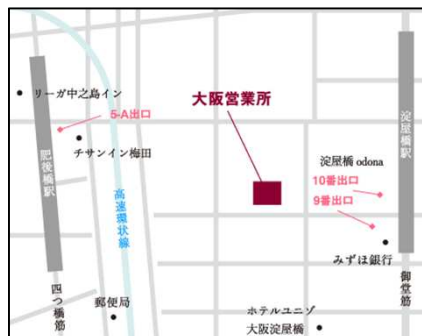 リーガ中之島イン
5-A出口
チサンイン梅田
肥後橋駅
四つ橋筋
高速環状線
郵便局
大阪営業所
淀屋橋駅
淀屋橋 odona
10番出口
9番出口
みずほ銀行
御堂筋
ホテルユニゾ
大阪淀屋橋